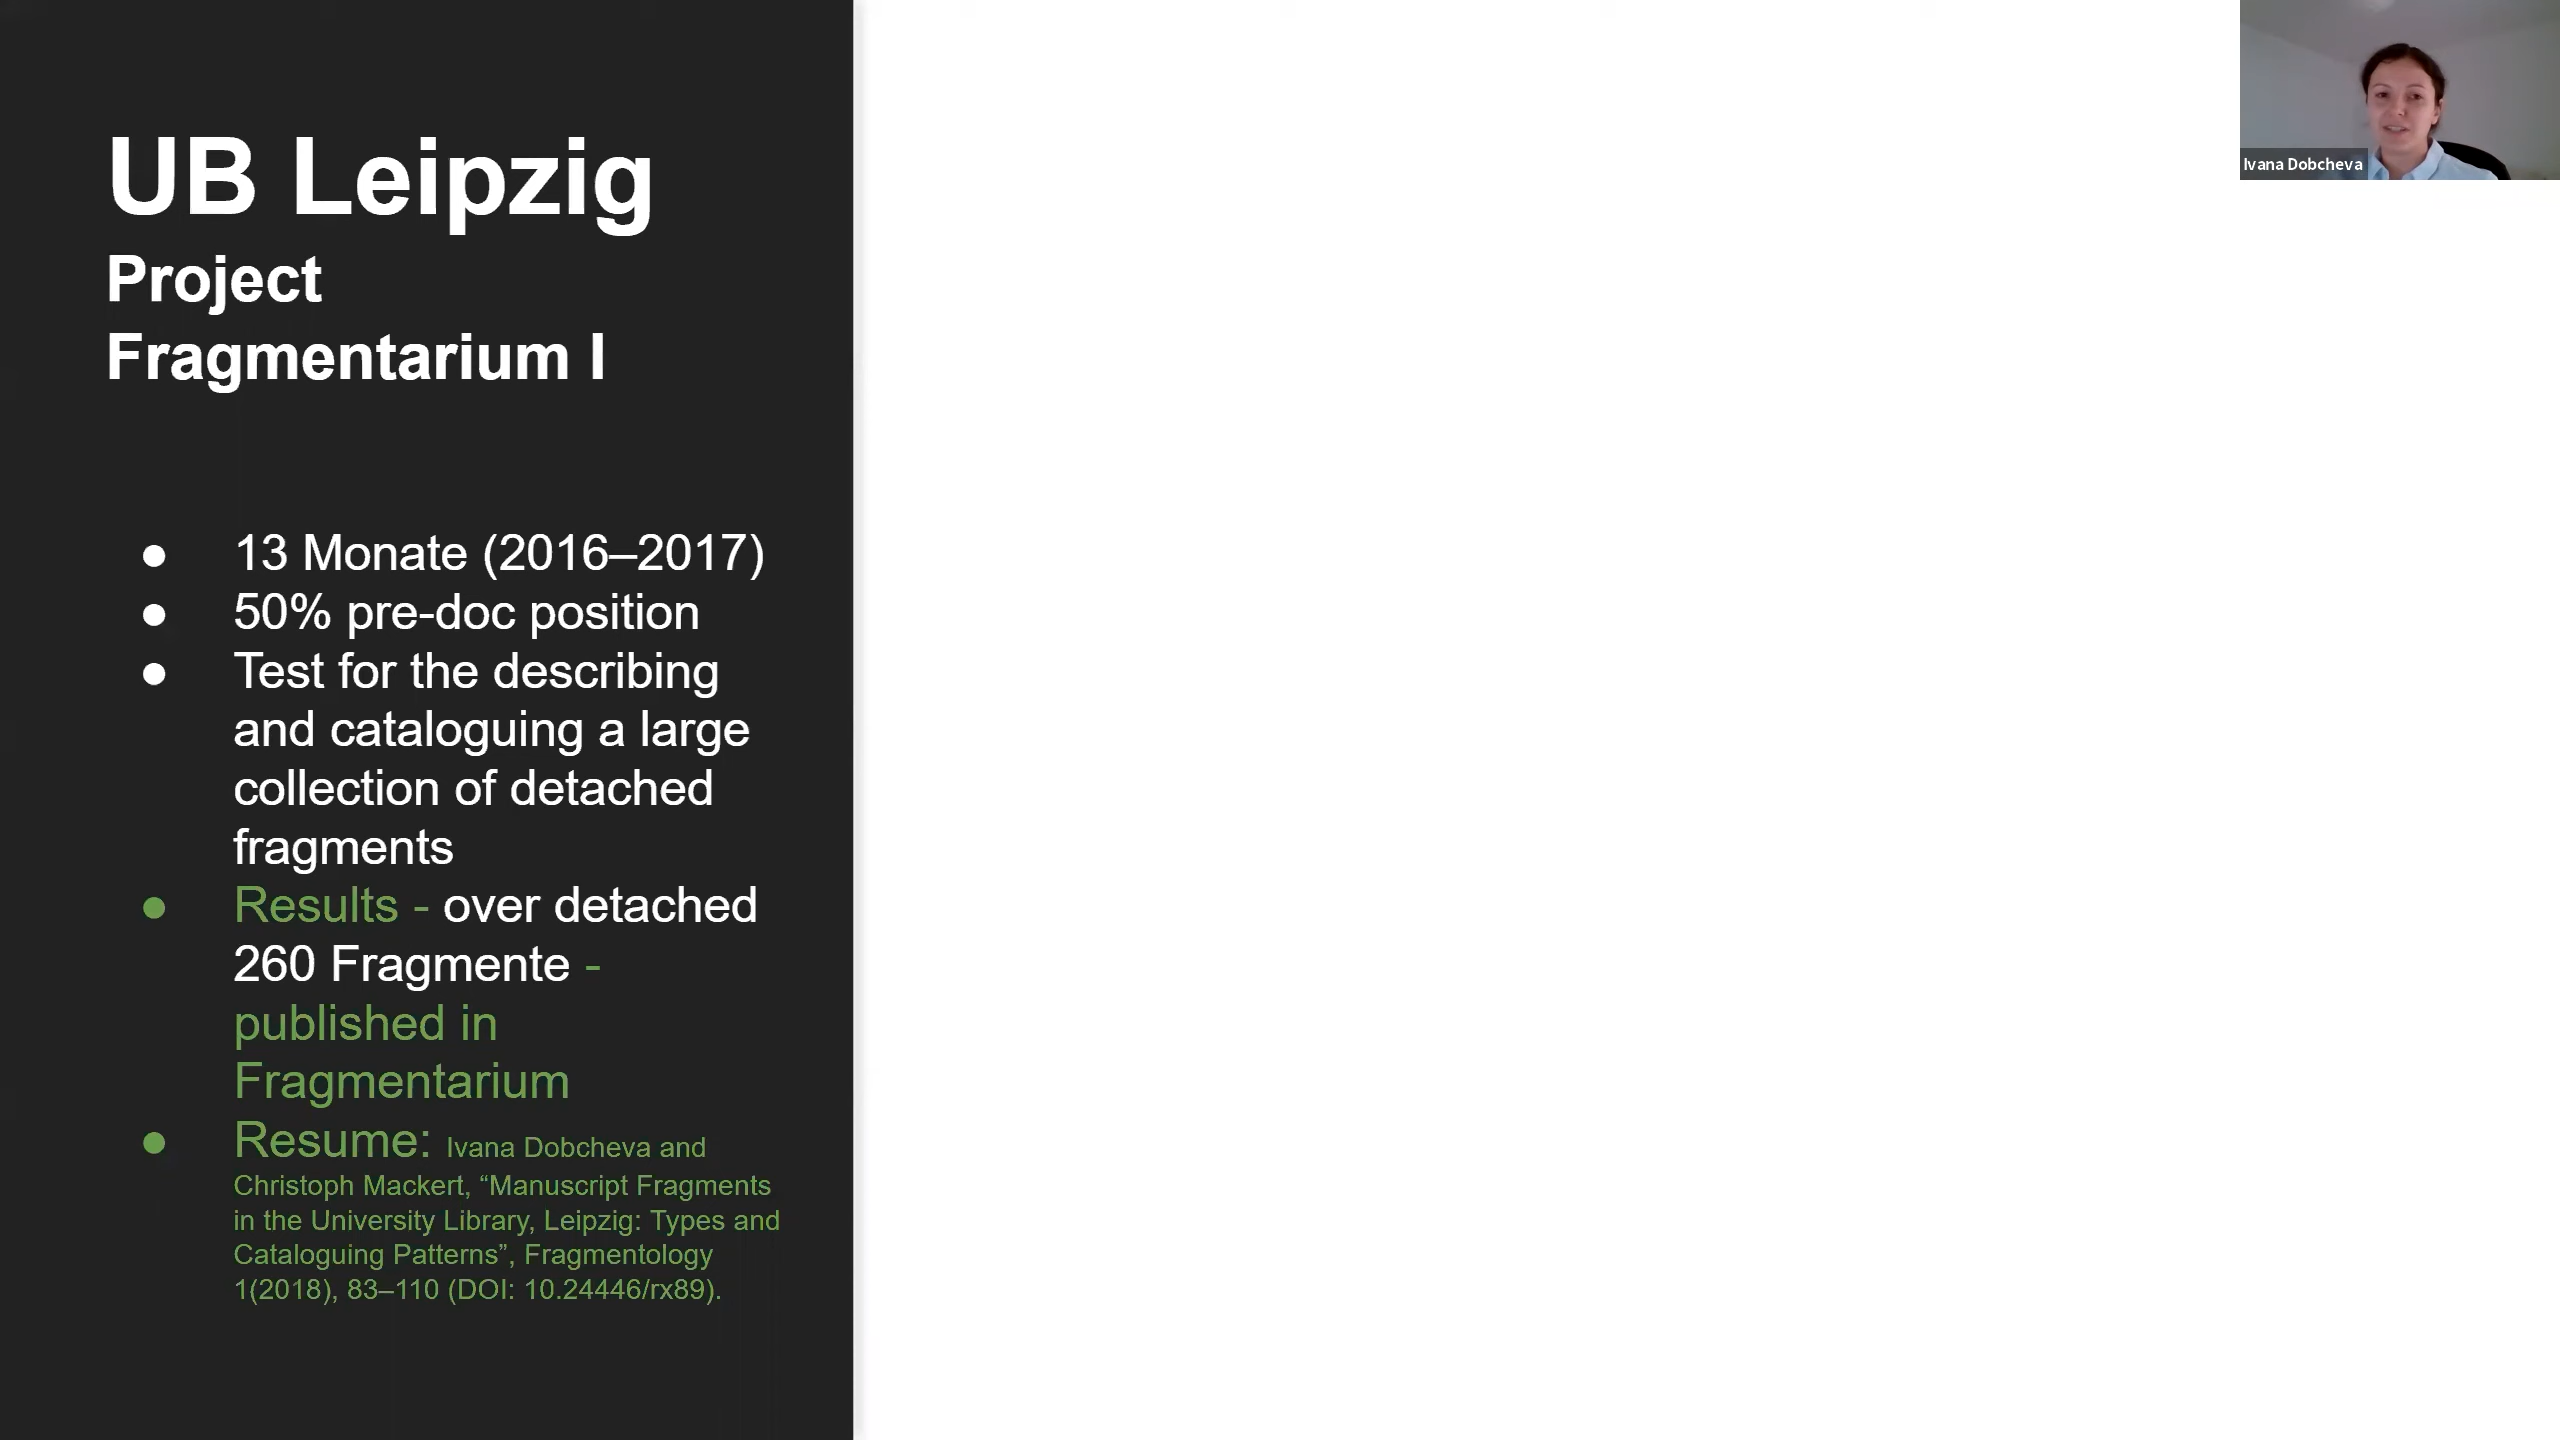 UB Leipzig
Project
Fragmentarium I
● 13 Monate (2016–2017)
● 50% pre-doc position
● Test for the describing
and cataloguing a large
collection of detached
fragments
● Results - over detached
260 Fragmente -
published in
Fragmentarium
● Resume: Ivana Dobcheva and
Christoph Mackert, “Manuscript Fragments
in the University Library, Leipzig: Types and
Cataloguing Patterns”, Fragmentology
1(2018), 83–110 (DOI: 10.24446/rx89).
Ivana Dobcheva